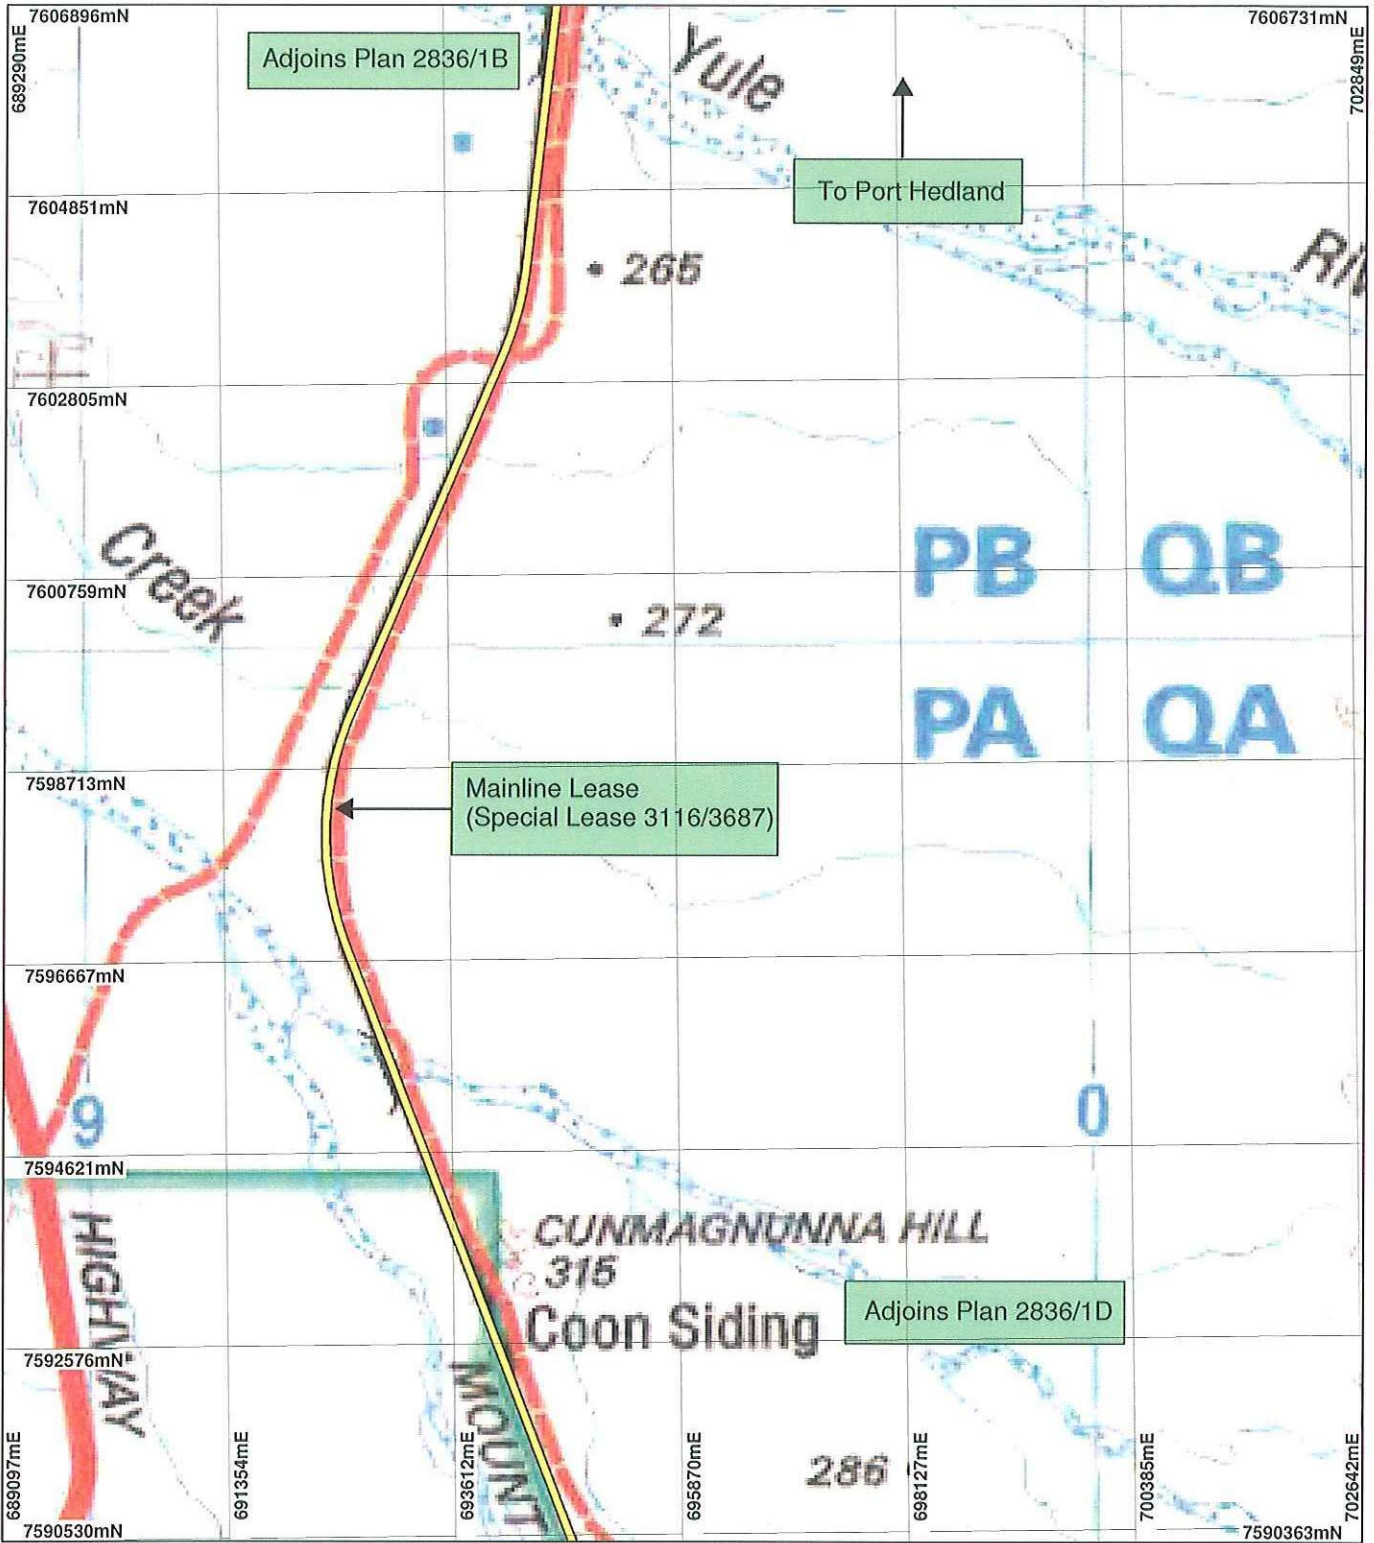 7606896mN
7606731mN
689290mE
702849mE
Adjoins Plan 2836/1B
Yule
To Port Hedland
7604851mN
265
7602805mN
Creek
PB QB
7600759mN
272
PA QA
7598713mN
Mainline Lease
(Special Lease 3116/3687)
7596667mN
9
0
7594621mN
CUNMAGNUNNA HILL
315
Coon Siding
Adjoins Plan 2836/1D
HIGHWAY
7592576mN
MOUNT
286
689097mE
691354mE
693612mE
695870mE
698127mE
700385mE
702642mE
7590530mN
7590363mN